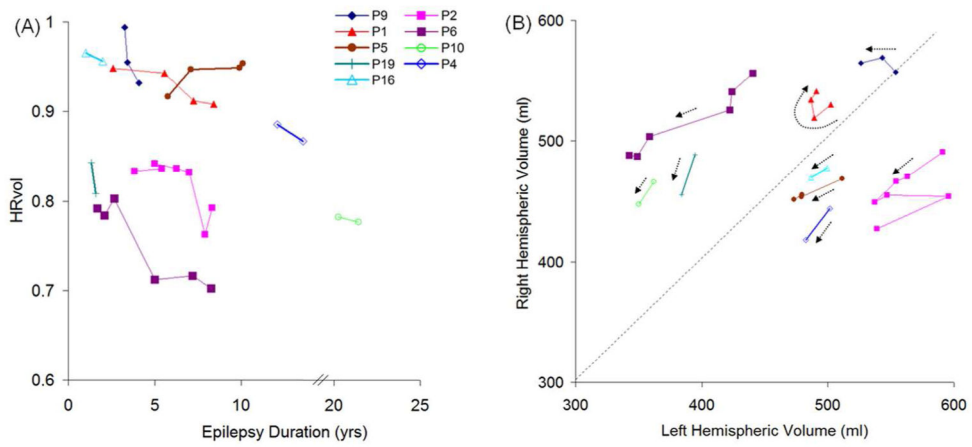 (A)
1
0.9
0.8
0.7
0.6
HRvol
0 5 10 20 25
Epilepsy Duration (yrs)
P9 P2
P1 P6
P5 P10
P19 P4
P16
(B)
600
500
400
300
Right Hemispheric Volume (ml)
300 400 500 600
Left Hemispheric Volume (ml)